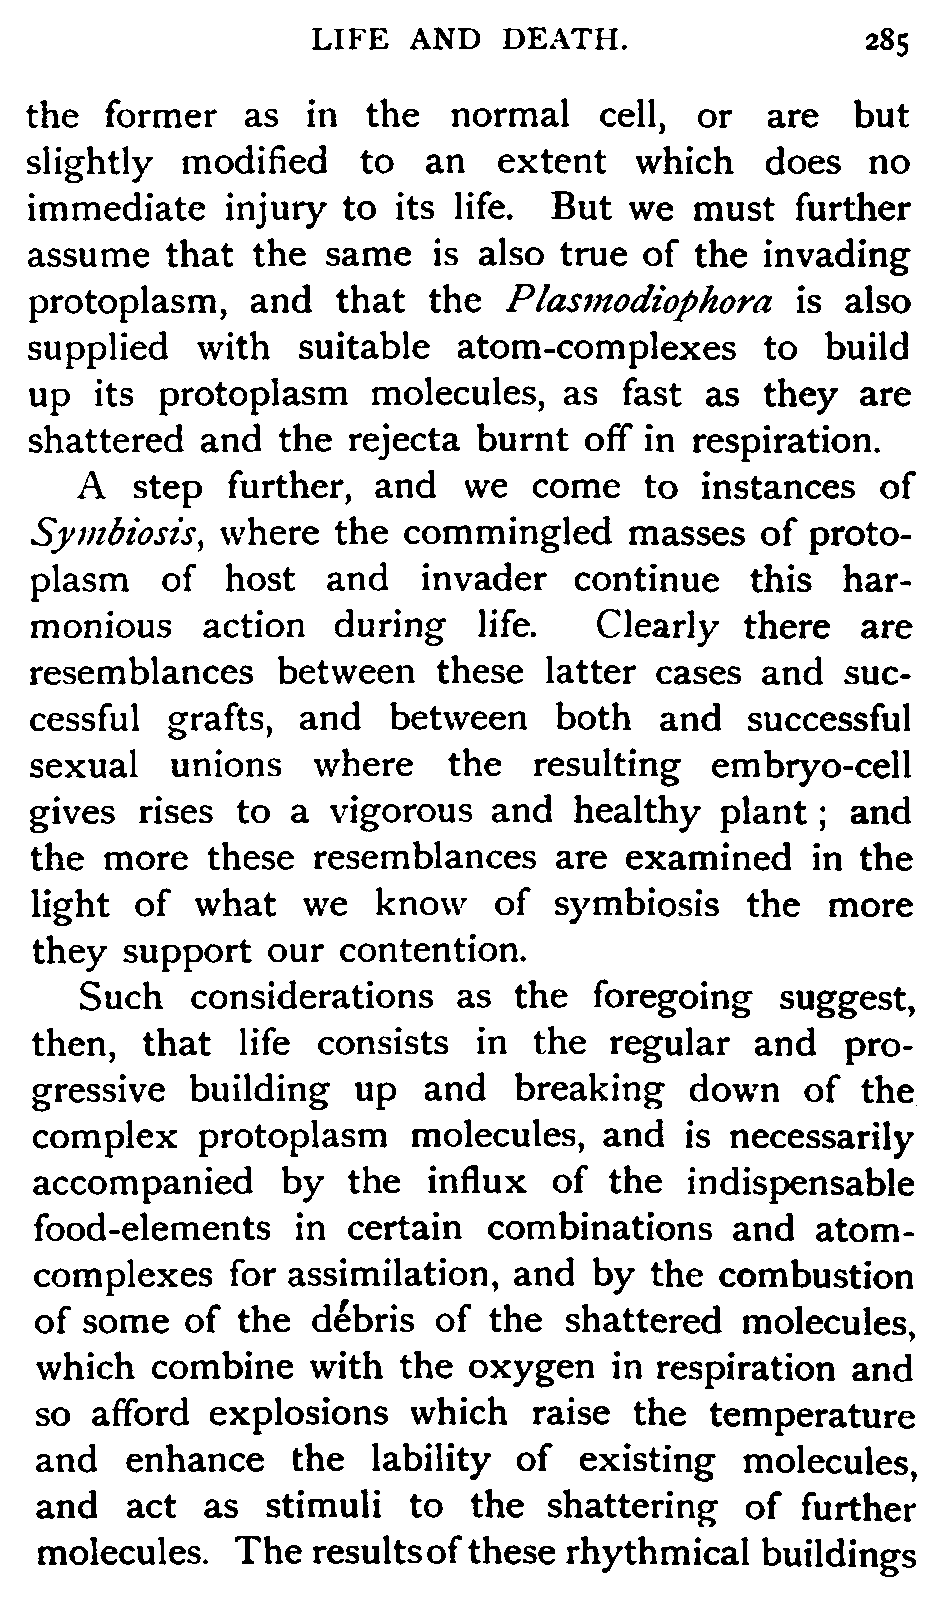 LIFE AND DEATH. 285
the former as in the normal cell, or are but
slightly modified to an extent which does no
immediate injury to its life. But we must further
assume that the same is also true of the invading
protoplasm, and that the Plasmodiophora is also
supplied with suitable atom-complexes to build
up its protoplasm molecules, as fast as they are
shattered and the rejecta burnt off in respiration.
A step further, and we come to instances of
Symbiosis, where the commingled masses of proto-
plasm of host and invader continue this har-
monious action during life. Clearly there are
resemblances between these latter cases and suc-
cessful grafts, and between both and successful
sexual unions where the resulting embryo-cell
gives rises to a vigorous and healthy plant ; and
the more these resemblances are examined in the
light of what we know of symbiosis the more
they support our contention.
Such considerations as the foregoing suggest,
then, that life consists in the regular and pro-
gressive building up and breaking down of the
complex protoplasm molecules, and is necessarily
accompanied by the influx of the indispensable
food-elements in certain combinations and atom-
complexes for assimilation, and by the combustion
of some of the débris of the shattered molecules,
which combine with the oxygen in respiration and
so afford explosions which raise the temperature
and enhance the lability of existing molecules,
and act as stimuli to the shattering of further
molecules. The results of these rhythmical buildings